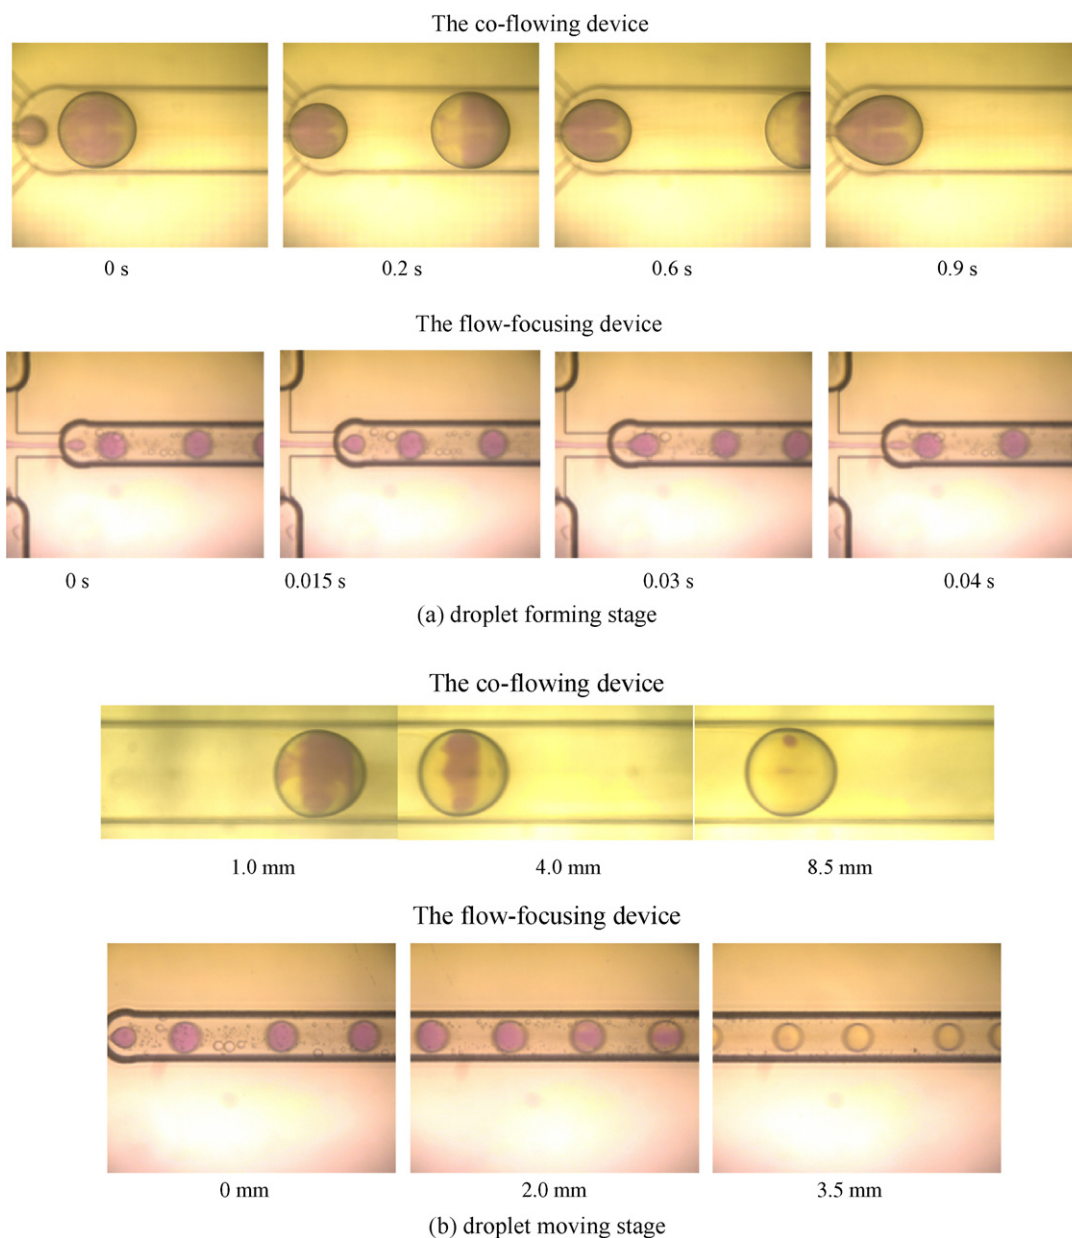 The co-flowing device
0 s
0.2 s
0.6 s
0.9 s
The flow-focusing device
0 s
0.015 s
0.03 s
0.04 s
(a) droplet forming stage
The co-flowing device
1.0 mm
4.0 mm
8.5 mm
The flow-focusing device
0 mm
2.0 mm
3.5 mm
(b) droplet moving stage